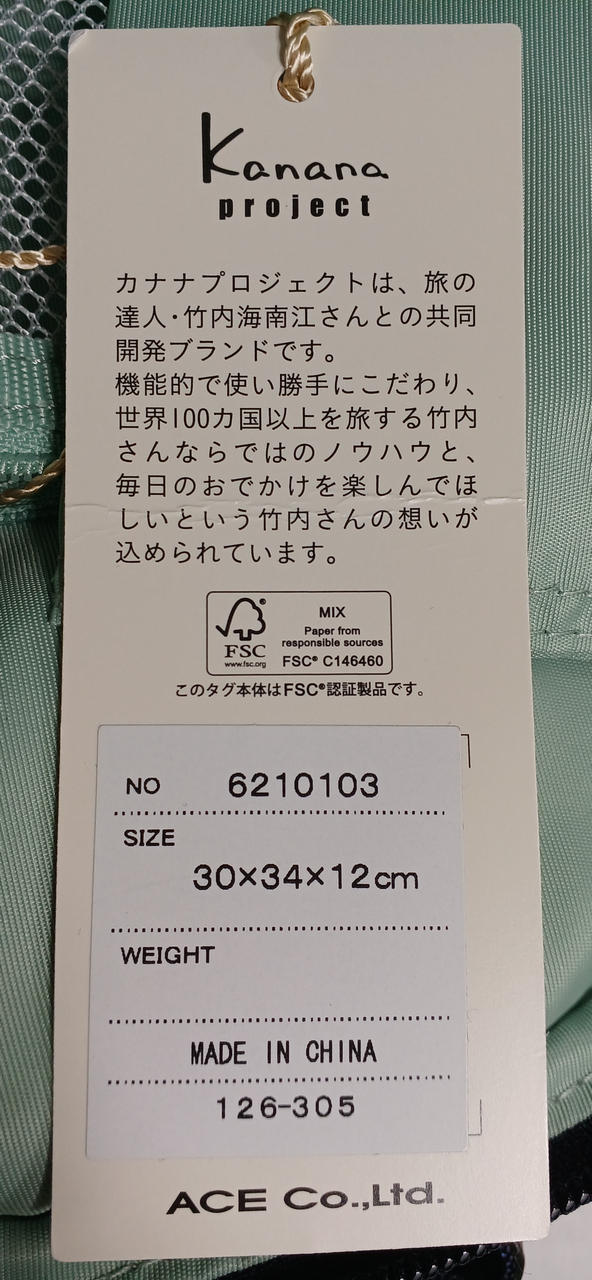 Kanana
project
カナナプロジェクトは、旅の
達人・竹内海南江さんとの共同
開発ブランドです。
機能的で使い勝手にこだわり、
世界100カ国以上を旅する竹内
さんならではのノウハウと、
毎日のおでかけを楽しんでほ
しいという竹内さんの想いが
込められています。
FSC®
www.fsc.org
MIX
Paper from
responsible sources
FSC® C146460
このタグ本体はFSC®認証製品です。
NO 6210103
SIZE
30×34×12cm
WEIGHT
MADE IN CHINA
126-305
ACE Co.,Ltd.